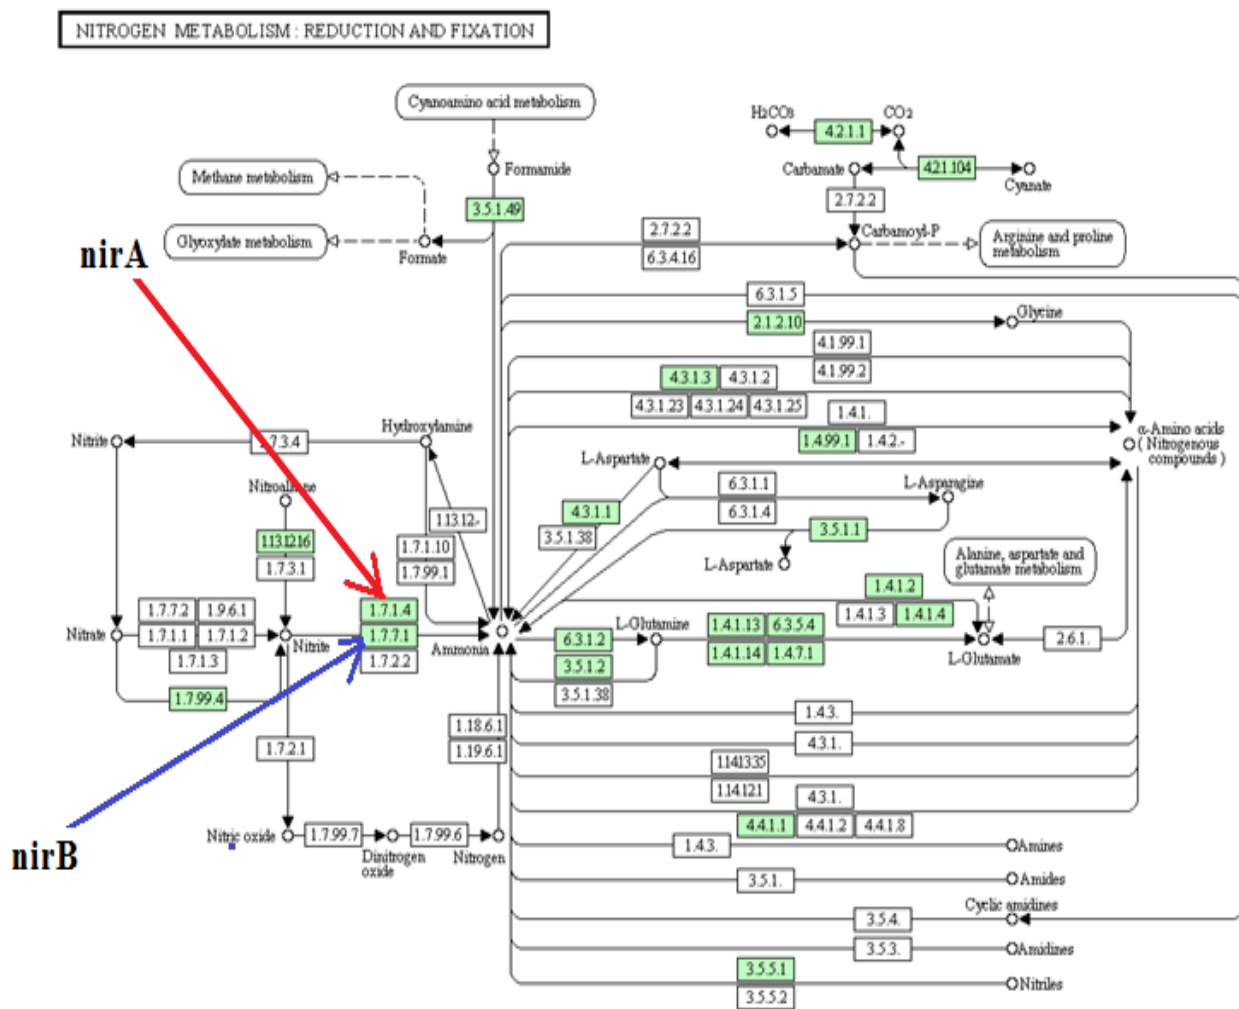 NITROGEN METABOLISM : REDUCTION AND FIXATION
Cyanoamino acid metabolism
H2CO3
CO2
4.2.1.1
Methane metabolism
Formamide
Carbamate
4.2.1.104
Cyanate
3.5.1.49
2.7.2.2
Glyoxylate metabolism
Formate
2.7.2.2
6.3.4.16
Carbamoyl-P
Arginine and proline
metabolism
nirA
6.3.1.5
2.1.2.10
Glycine
4.1.99.1
4.1.99.2
4.3.1.3
4.3.1.2
4.3.1.23
4.3.1.24
4.3.1.25
1.4.1.
1.4.99.1
1.4.2.-
α-Amino acids
( Nitrogenous
compounds )
Nitrite
1.7.3.4
Hydroxylamine
L-Aspartate
6.3.1.1
6.3.1.4
L-Asparagine
Nitroalkane
4.3.1.1
3.5.1.38
1.13.12.-
3.5.1.1
1.13.12.16
1.7.3.1
1.7.1.10
1.7.99.1
L-Aspartate
Alanine, aspartate and
glutamate metabolism
1.4.1.2
1.4.1.3
1.4.1.4
1.7.7.2
1.9.6.1
1.7.1.4
Nitrate
1.7.1.1
1.7.1.2
Nitrite
1.7.7.1
Ammonia
1.7.1.3
1.7.2.2
6.3.1.2
L-Glutamine
1.4.1.13
6.3.5.4
3.5.1.2
1.4.1.14
1.4.7.1
L-Glutamate
2.6.1.
3.5.1.38
1.7.99.4
1.4.3.
1.18.6.1
1.19.6.1
4.3.1.
1.7.2.1
1.14.13.35
1.14.12.1
4.3.1.
4.4.1.1
4.4.1.2
4.4.1.8
Nitric oxide
1.7.99.7
Dinitrogen
oxide
1.7.99.6
Nitrogen
nirB
1.4.3.
Amines
3.5.1.
Amides
Cyclic amidines
3.5.4.
3.5.3.
Amidines
3.5.5.1
3.5.5.2
Nitriles